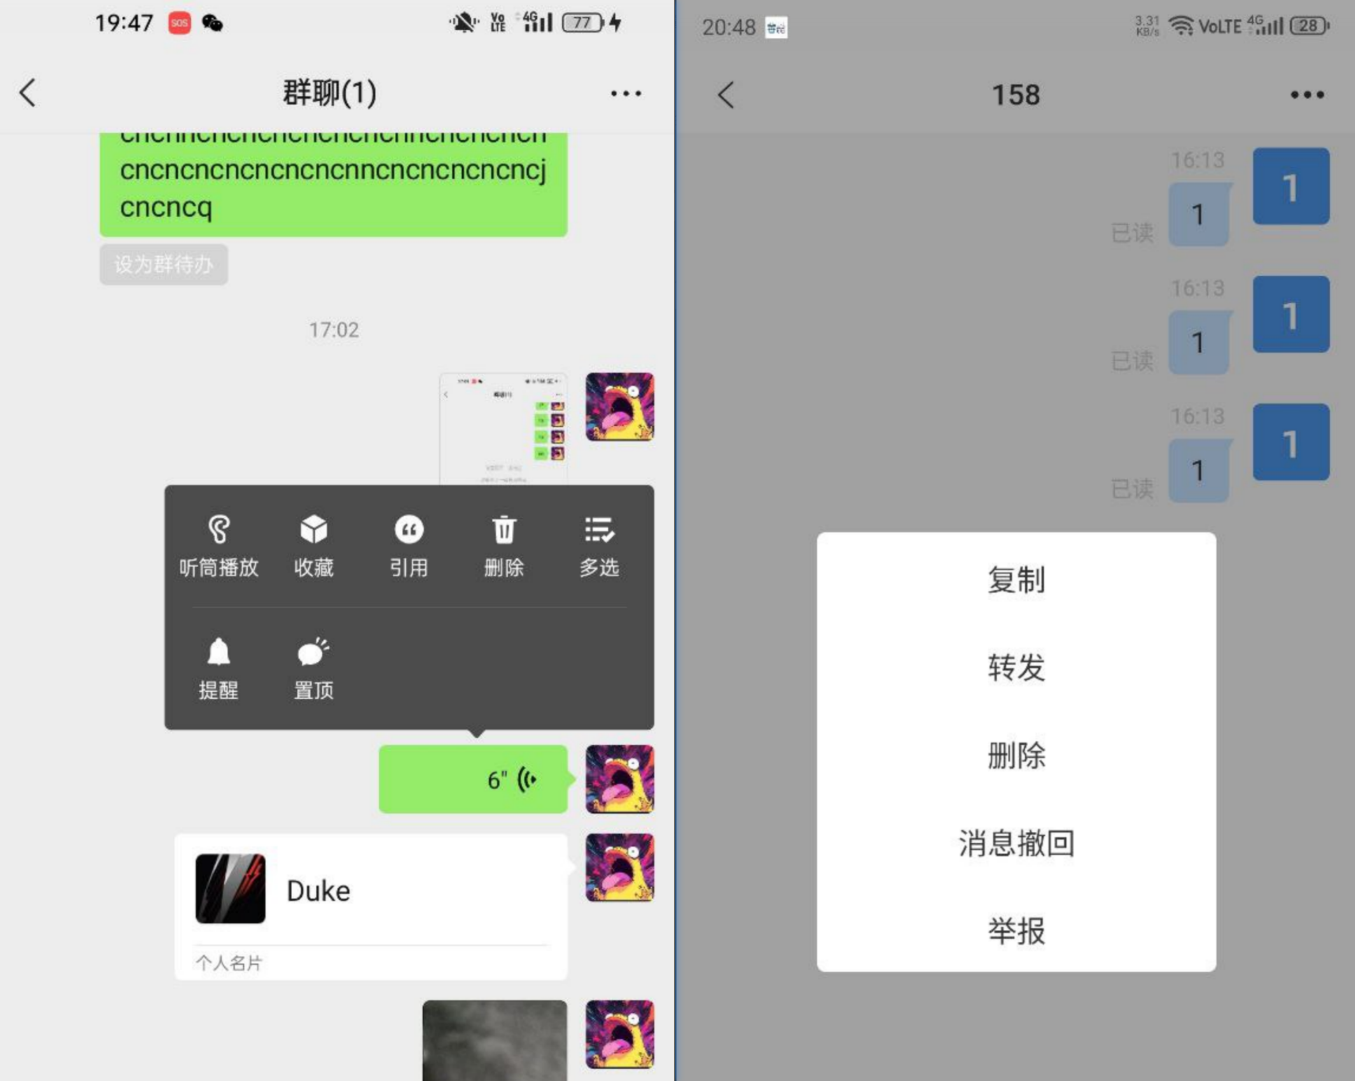 19:47
SOS
Vo LTE
4G
77
群聊(1)
cncncncncncncnnncncncncncncj
cncncq
设为群待办
17:02
听筒播放
收藏
引用
删除
多选
提醒
置顶
6"
Duke
个人名片
20:48
3.31 KB/s
VoLTE
4G
28
158
16:13
1
1
已读
16:13
1
1
已读
16:13
1
1
已读
复制
转发
删除
消息撤回
举报